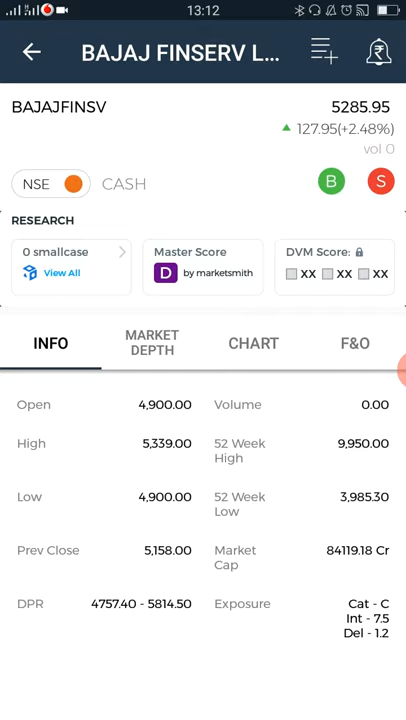 13:12
BAJAJ FINSERV L...
BAJAJFINSV 5285.95
127.95(+2.48%)
vol 0
NSE CASH B S
RESEARCH
0 smallcase
View All
Master Score
D by marketsmith
DVM Score:
XX XX XX
INFO
MARKET
DEPTH
CHART
F&O
Open 4,900.00
Volume 0.00
High 5,339.00
52 Week
High 9,950.00
Low 4,900.00
52 Week
Low 3,985.30
Prev Close 5,158.00
Market
Cap 84119.18 Cr
DPR 4757.40 - 5814.50
Exposure Cat - C
Int - 7.5
Del - 1.2